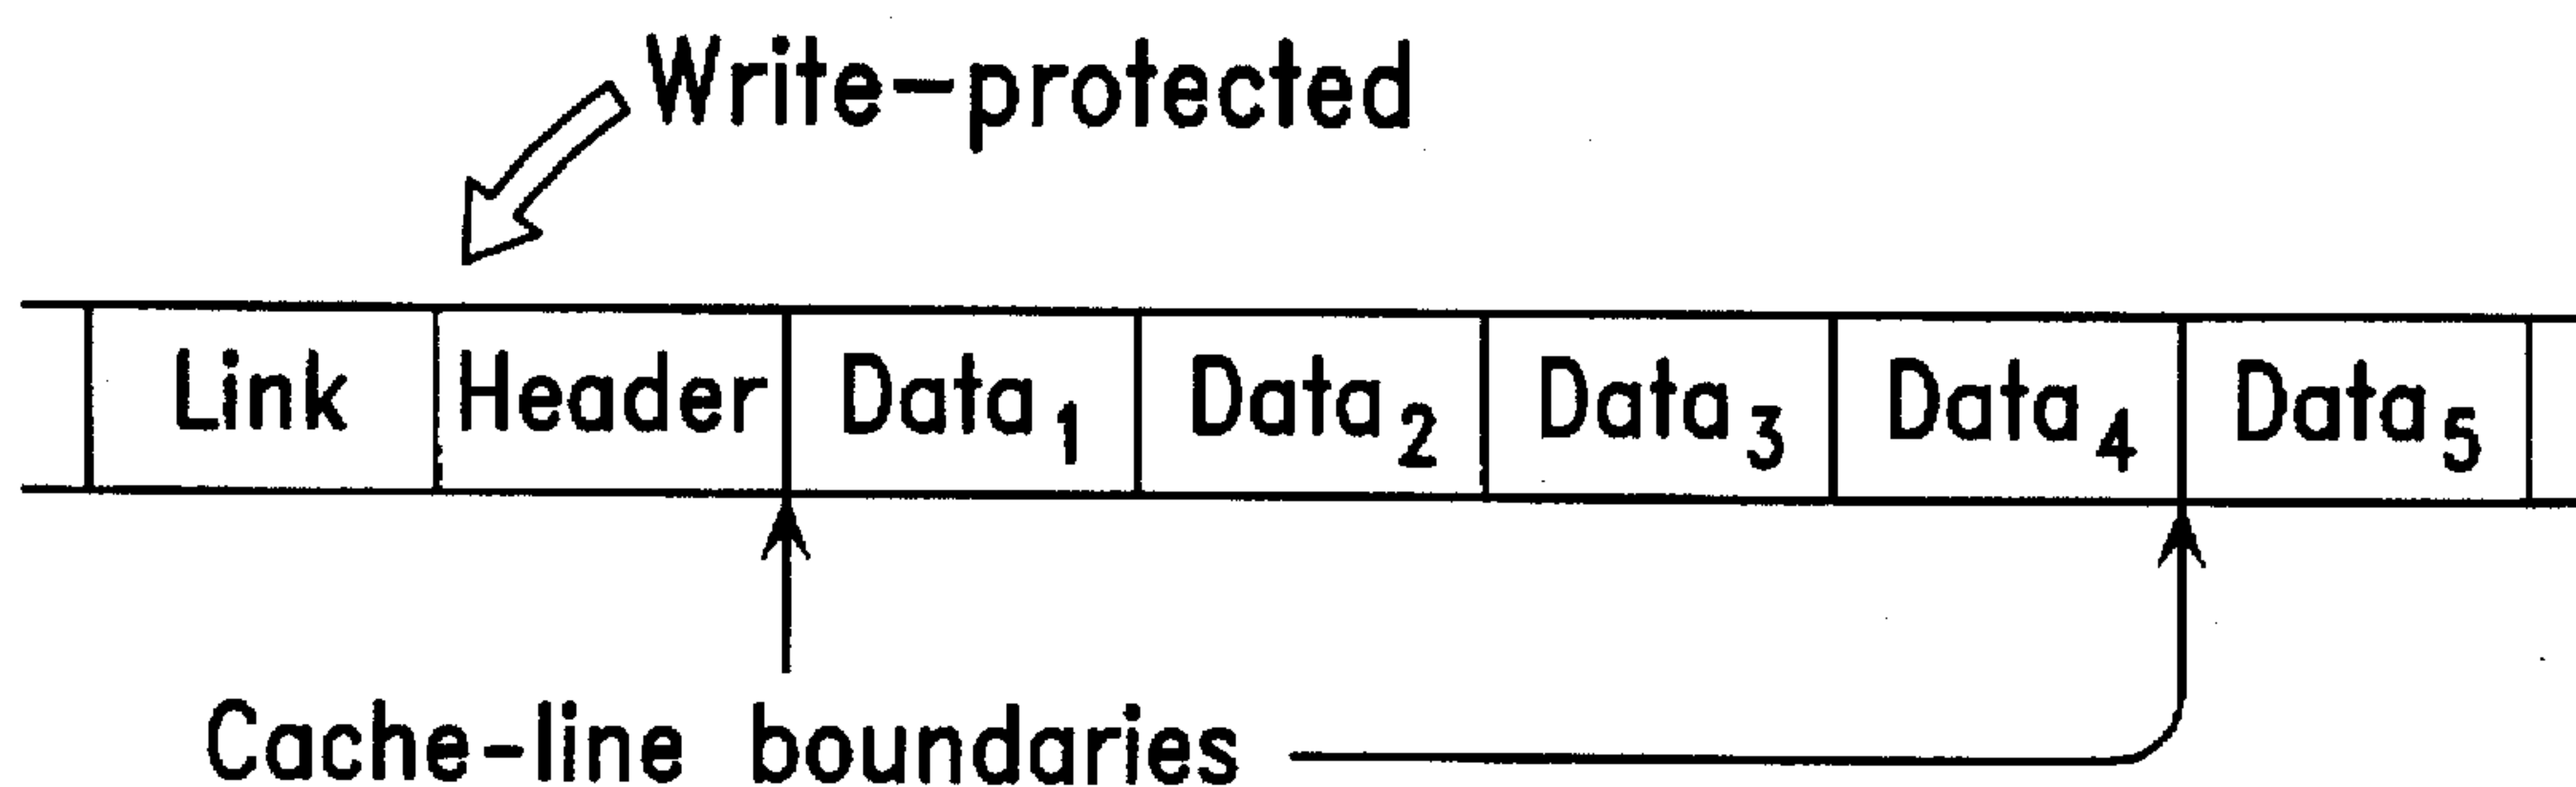 Write-protected
Link Header Data₁ Data₂ Data₃ Data₄ Data₅
Cache-line boundaries